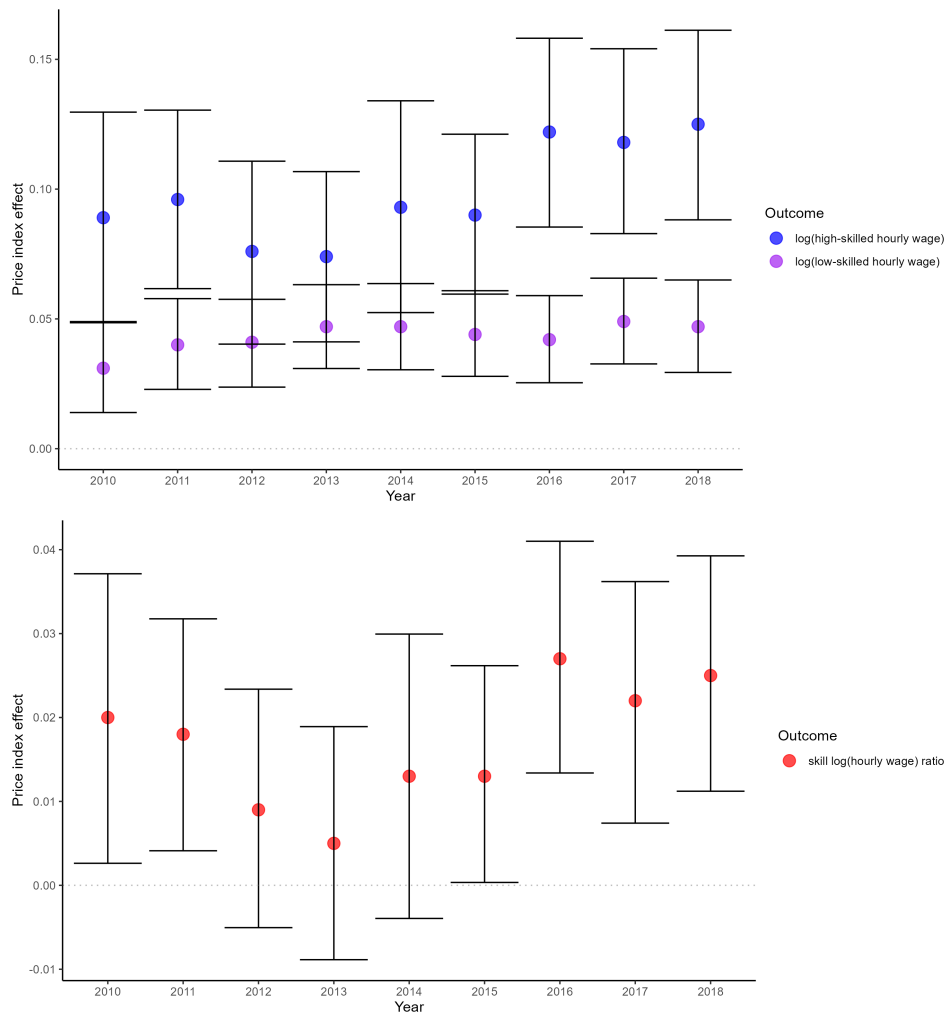 0.15
0.10
0.05
0.00
Price index effect
2010 2011 2012 2013 2014 2015 2016 2017 2018
Year
Outcome
log(high-skilled hourly wage)
log(low-skilled hourly wage)
0.04
0.03
0.02
0.01
0.00
-0.01
Price index effect
2010 2011 2012 2013 2014 2015 2016 2017 2018
Year
Outcome
skill log(hourly wage) ratio